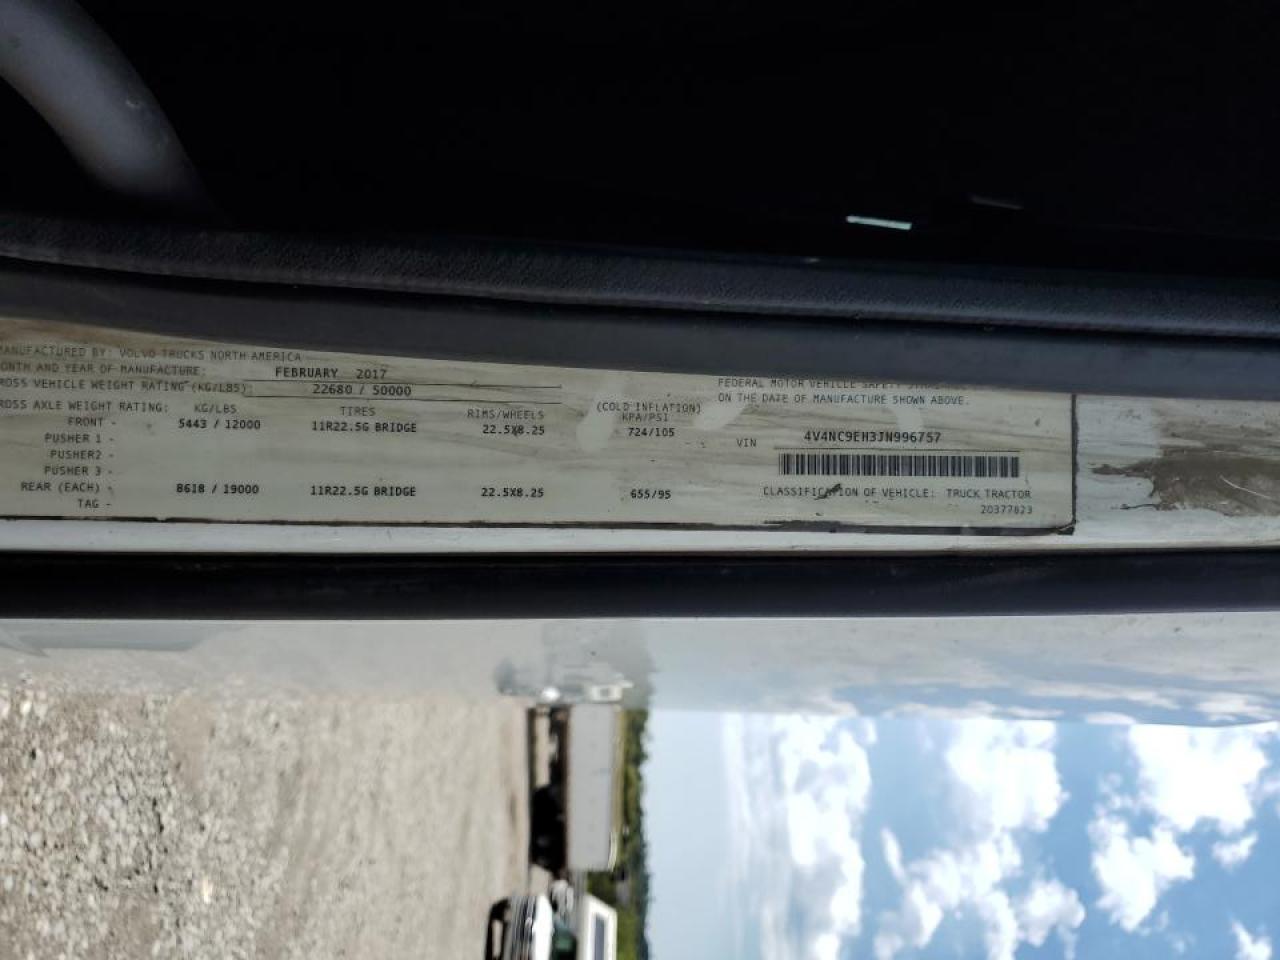 MANUFACTURED BY: VOLVO TRUCKS NORTH AMERICA
MONTH AND YEAR OF MANUFACTURE: FEBRUARY 2017
GROSS VEHICLE WEIGHT RATING (KG/LBS): 22680 / 50000
GROSS AXLE WEIGHT RATING: KG/LBS TIRES RIMS/WHEELS (COLD INFLATION) KPA/PSI
FRONT - 5443 / 12000 11R22.5G BRIDGE 22.5X8.25 724/105
PUSHER 1 -
PUSHER2 -
PUSHER 3 -
REAR (EACH) - 8618 / 19000 11R22.5G BRIDGE 22.5X8.25 655/95
TAG -
FEDERAL MOTOR VEHICLE SAFETY
ON THE DATE OF MANUFACTURE SHOWN ABOVE.
VIN 4V4NC9EH3JN996757
CLASSIFICATION OF VEHICLE: TRUCK TRACTOR
20377823